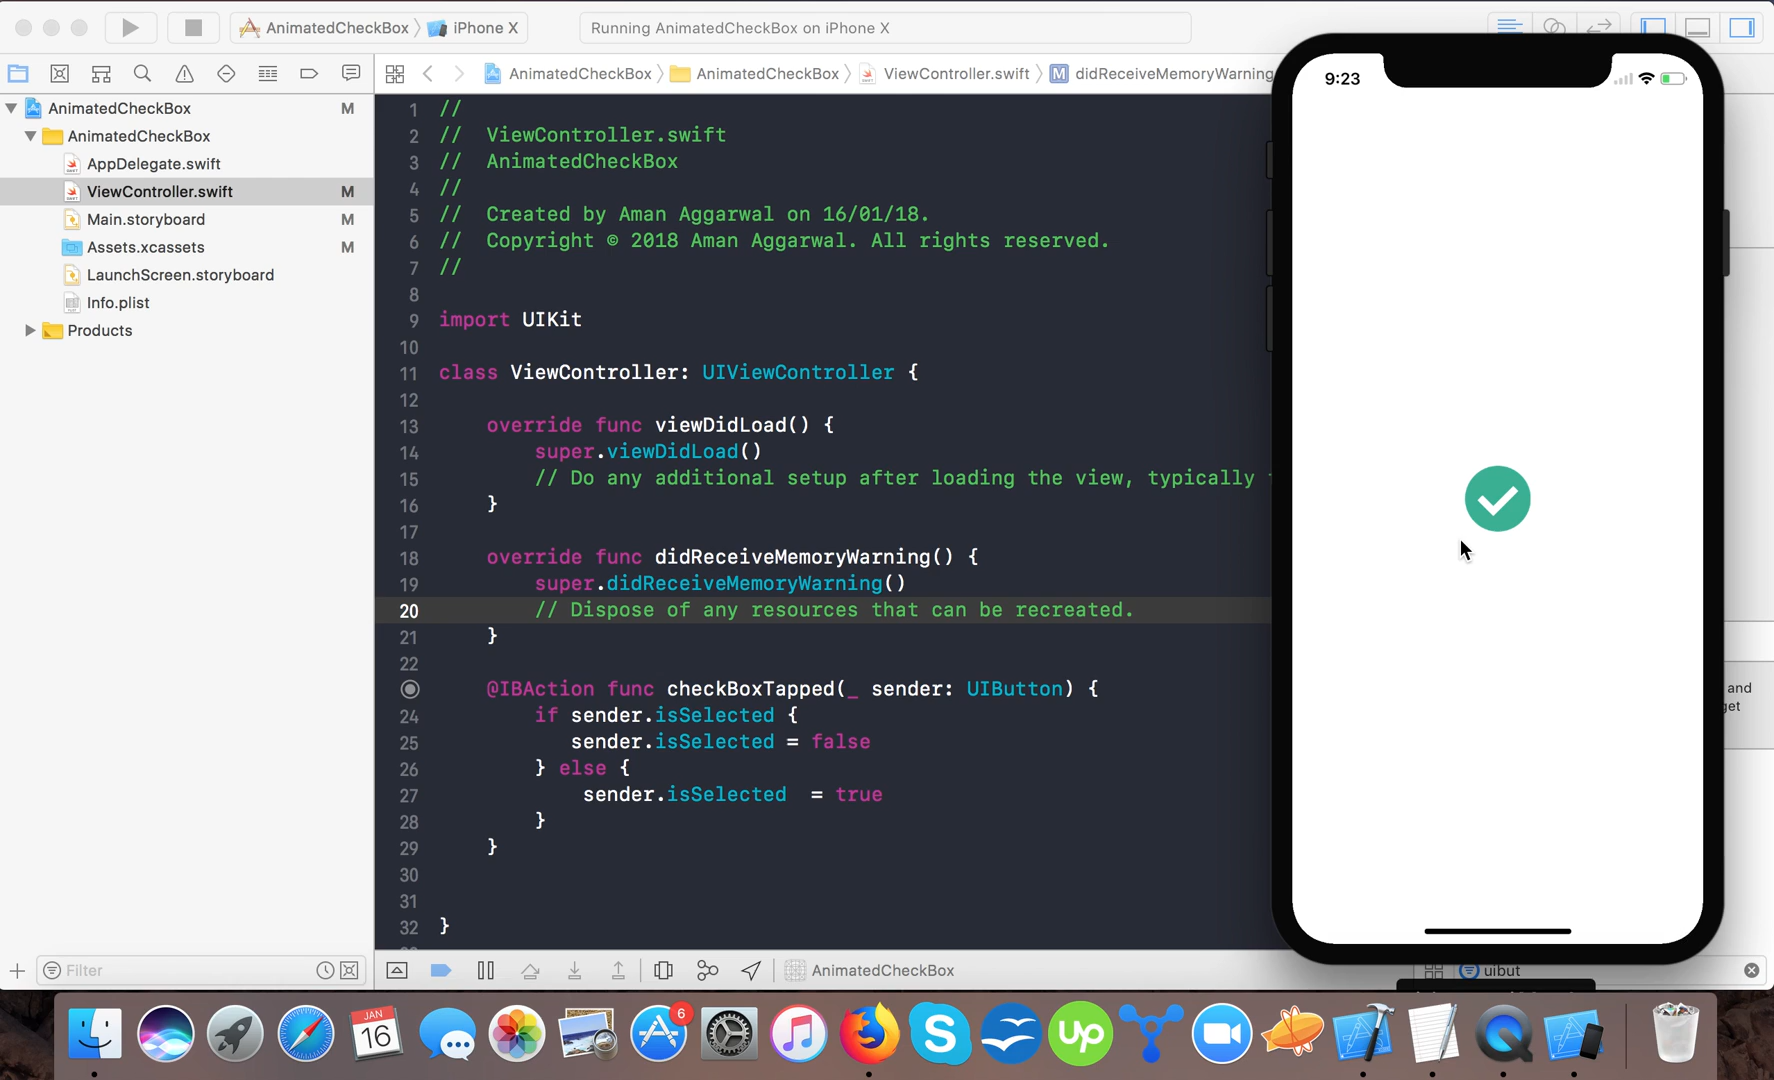 AnimatedCheckBox
iPhone X
Running AnimatedCheckBox on iPhone X
AnimatedCheckBox
AnimatedCheckBox
ViewController.swift
M
didReceiveMemoryWarning
AnimatedCheckBox M
AnimatedCheckBox
AppDelegate.swift
ViewController.swift M
Main.storyboard M
Assets.xcassets M
LaunchScreen.storyboard
Info.plist
Products
Filter
1 //
2 // ViewController.swift
3 // AnimatedCheckBox
4 //
5 // Created by Aman Aggarwal on 16/01/18.
6 // Copyright © 2018 Aman Aggarwal. All rights reserved.
7 //
8
9 import UIKit
10
11 class ViewController: UIViewController {
12
13 override func viewDidLoad() {
14 super.viewDidLoad()
15 // Do any additional setup after loading the view, typically
16 }
17
18 override func didReceiveMemoryWarning() {
19 super.didReceiveMemoryWarning()
20 // Dispose of any resources that can be recreated.
21 }
22
@IBAction func checkBoxTapped(_ sender: UIButton) {
24 if sender.isSelected {
25 sender.isSelected = false
26 } else {
27 sender.isSelected  = true
28 }
29 }
30
31
32 }
AnimatedCheckBox
9:23
and
get
uibut
JAN
16
6
up